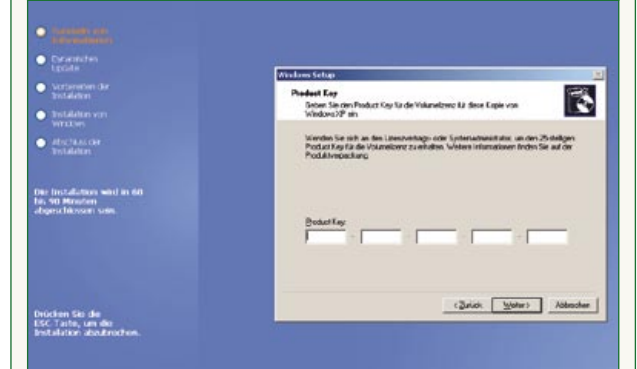 Sammeln von
Informationen
Dynamisches
Update
Vorbereiten der
Installation
Installation von
Windows
Abschluss der
Installation
Die Installation wird in 60
bis 90 Minuten
abgeschlossen sein.
Drücken Sie die
ESC-Taste, um die
Installation abzubrechen.
Windows Setup
Product Key
Geben Sie den Product Key für die Volumelizenz für diese Kopie von
Windows XP ein
Wenden Sie sich an den Lizenzvertrags- oder Systemadministrator, um den 25-stelligen
Product Key für die Volumelizenz zu erhalten. Weitere Informationen finden Sie auf der
Produktverpackung.
Product Key:
- - - -
< Zurück Weiter > Abbrechen